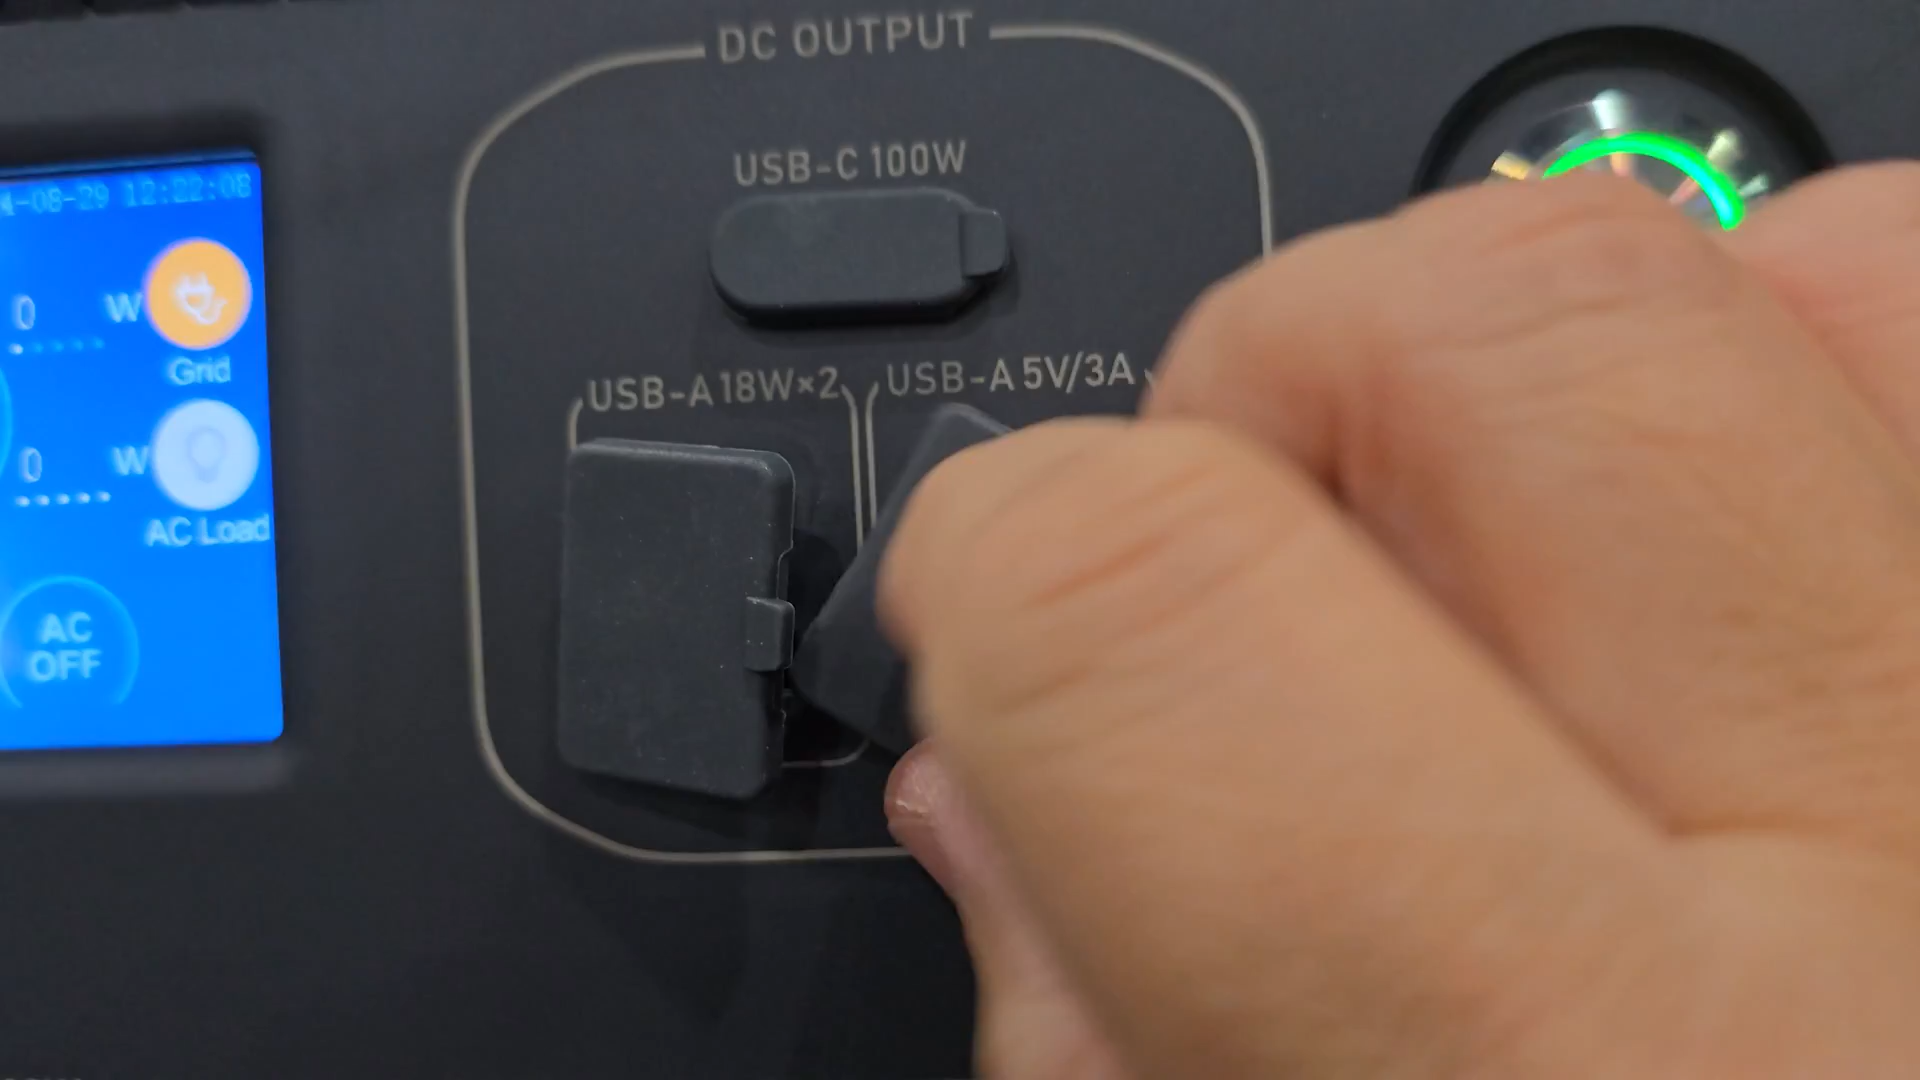 DC OUTPUT
USB-C 100W
USB-A 18W×2
USB-A 5V/3A
-08-29 12:22:08
0 W
Grid
0 W
AC Load
AC
OFF